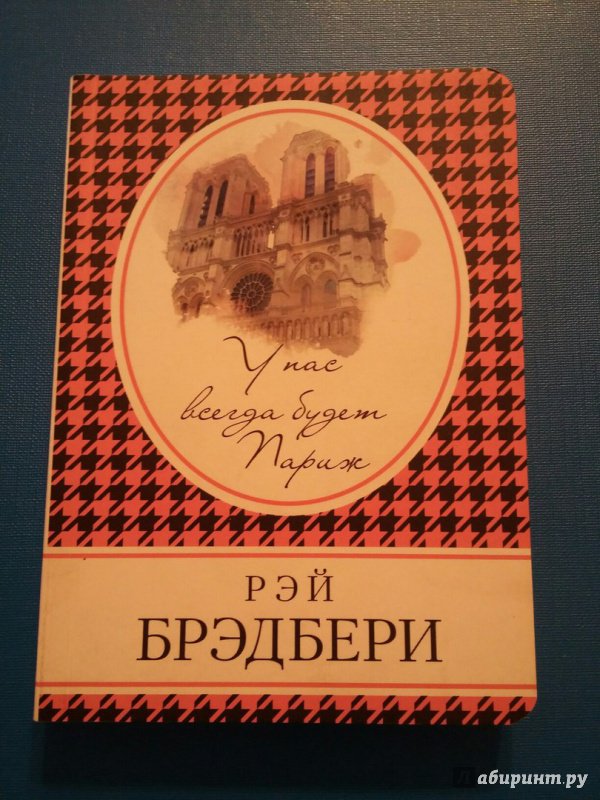 У нас
всегда будет
Париж
РЭЙ
БРЭДБЕРИ
Лабиринт.ру